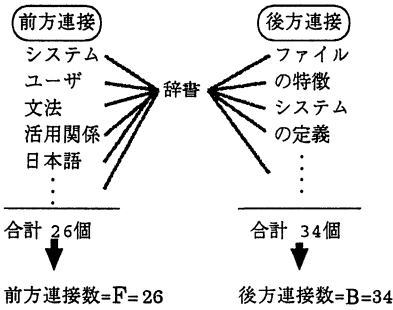 前方連接
システム
ユーザ
文法
活用関係
日本語
辞書
後方連接
ファイル
の特徴
システム
の定義
合計 26個
合計 34個
前方連接数=F=26
後方連接数=B=34